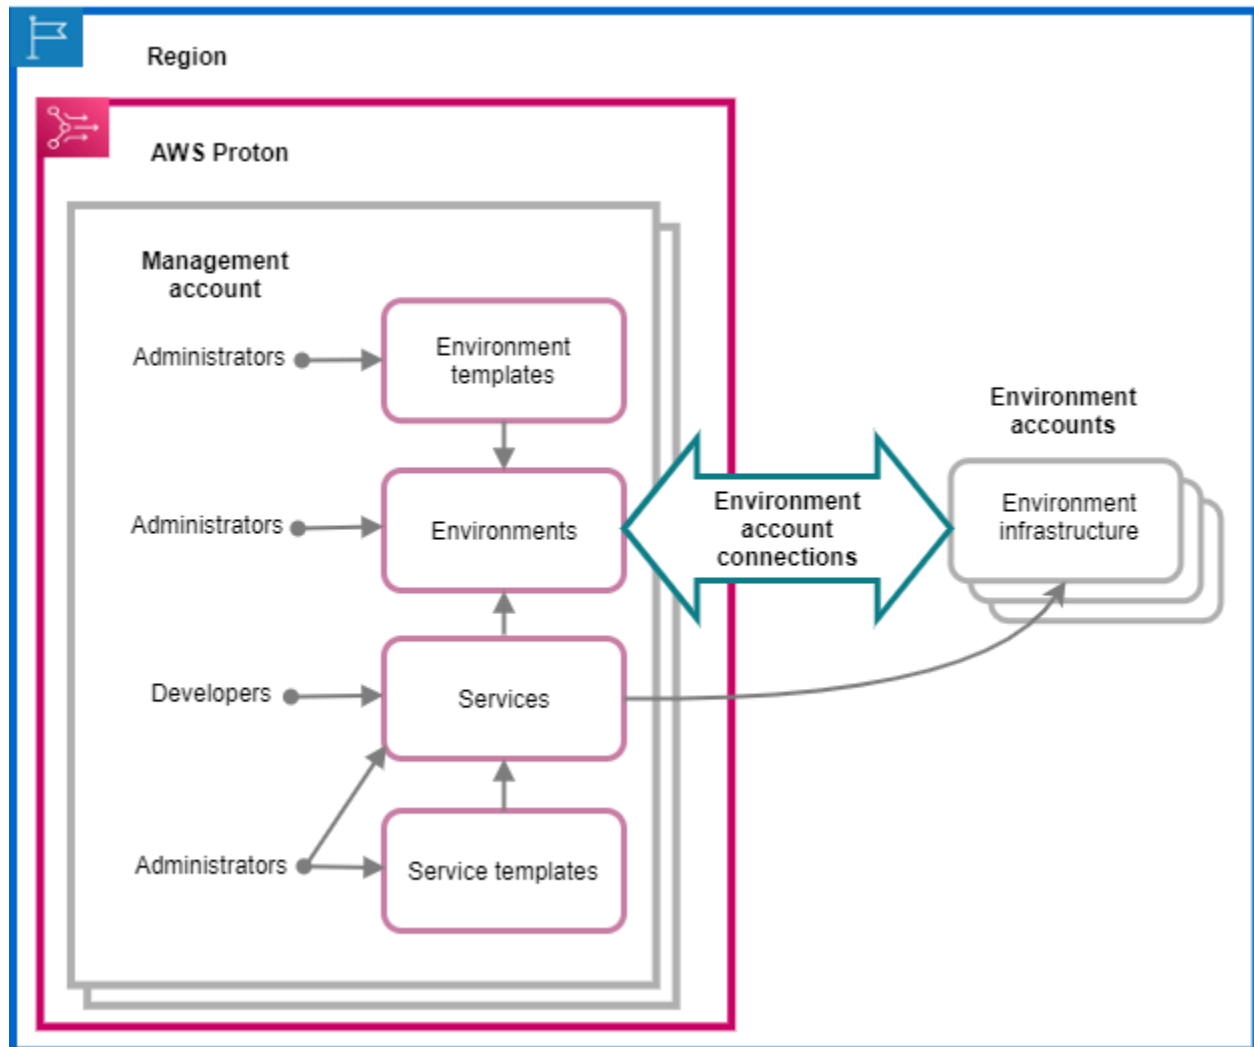 Region
AWS Proton
Management
account
Administrators
Environment
templates
Environment
accounts
Administrators
Environments
Environment
account
connections
Environment
infrastructure
Developers
Services
Administrators
Service templates